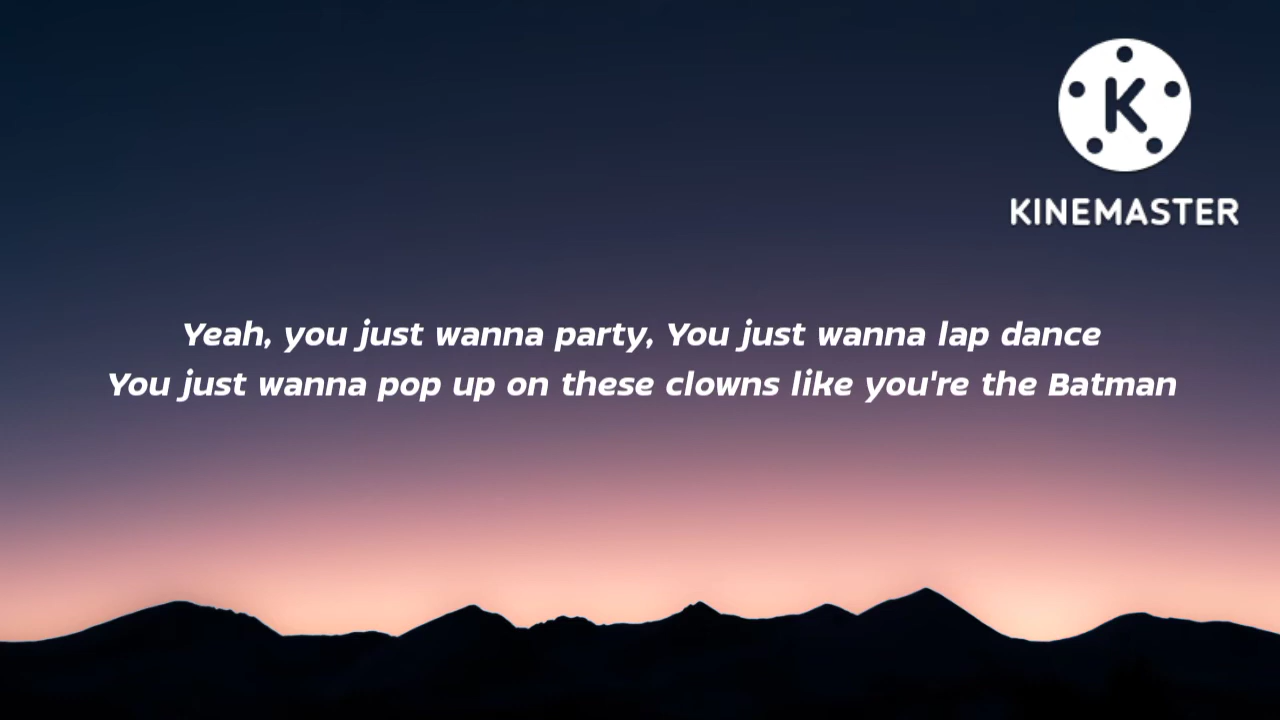 K
KINEMASTER
Yeah, you just wanna party, You just wanna lap dance
You just wanna pop up on these clowns like you're the Batman